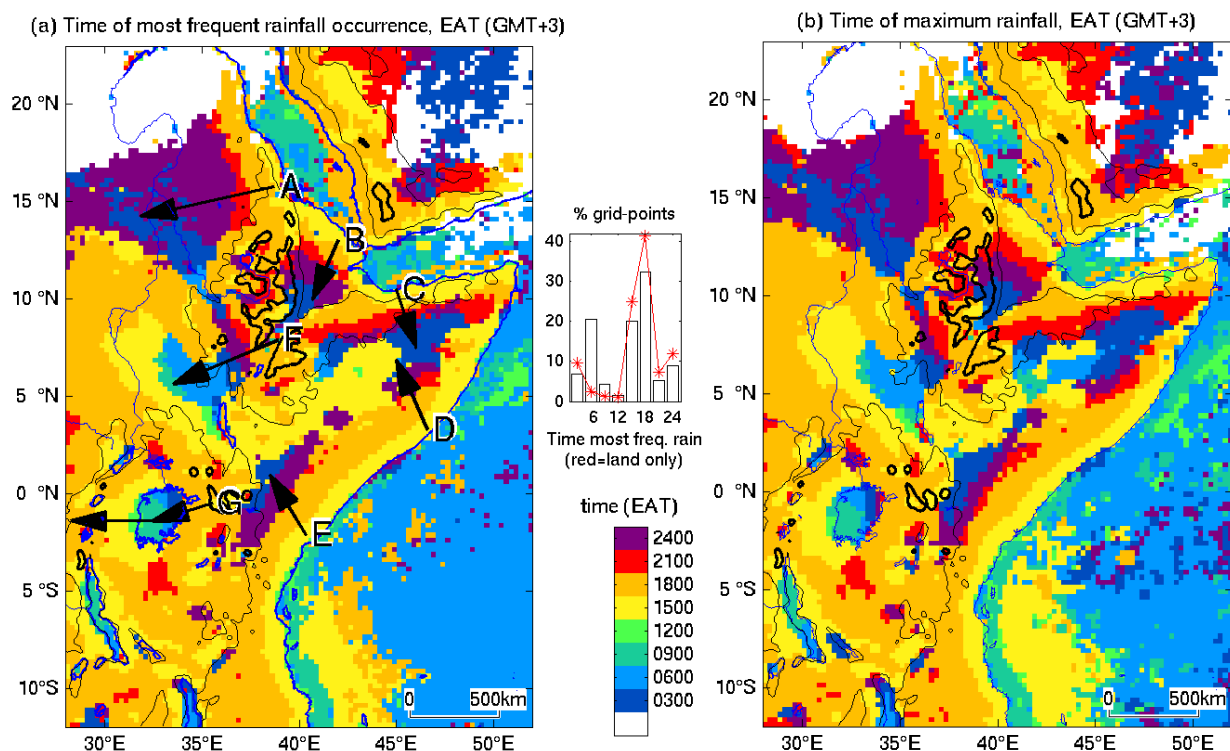 (a) Time of most frequent rainfall occurrence, EAT (GMT+3)
(b) Time of maximum rainfall, EAT (GMT+3)
20 °N
15 °N
10 °N
5 °N
0 °N
5 °S
10°S
30°E
35°E
40°E
45°E
50°E
A
B
C
F
D
G
E
0 500km
% grid-points
40
30
20
10
0
6 12 18 24
Time most freq. rain
(red=land only)
time (EAT)
2400
2100
1800
1500
1200
0900
0600
0300
20 °N
15 °N
10 °N
5 °N
0 °N
5 °S
10°S
30°E
35°E
40°E
45°E
50°E
0 500km